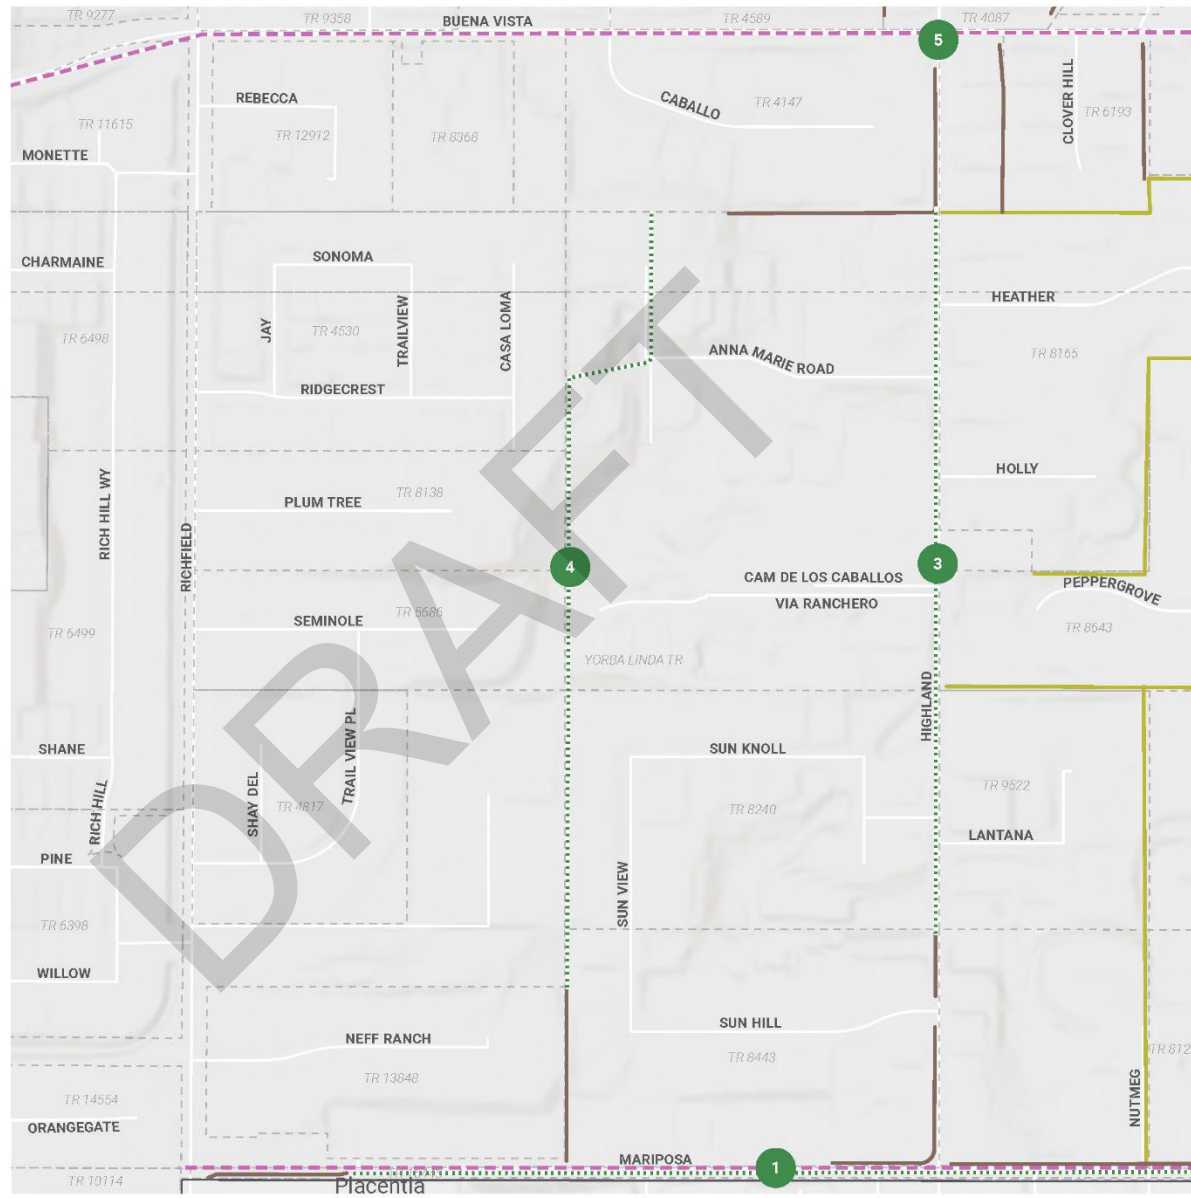 TR 9277
TR 9358
BUENA VISTA
TR 4589
TR 4087
5
REBECCA
CABALLO
TR 4147
CLOVER HILL
TR 6193
TR 11615
TR 12912
TR 8368
MONETTE
CHARMAINE
SONOMA
HEATHER
JAY
TR 4530
TRAILVIEW
CASA LOMA
TR 6498
ANNA MARIE ROAD
TR 8165
RIDGECREST
HOLLY
RICH HILL WY
PLUM TREE
TR 8138
RICHFIELD
4
3
CAM DE LOS CABALLOS
VIA RANCHERO
PEPPERGROVE
SEMINOLE
TR 5686
TR 6499
TR 8643
YORBA LINDA TR
HIGHLAND
DRAFT
SHANE
TRAIL VIEW PL
SUN KNOLL
SHAY DEL
TR 4817
TR 8240
TR 9522
RICH HILL
LANTANA
PINE
SUN VIEW
TR 6398
WILLOW
NEFF RANCH
SUN HILL
TR 13848
TR 8443
TR 812
NUTMEG
TR 14554
ORANGEGATE
MARIPOSA
1
TR 10114
Placentia